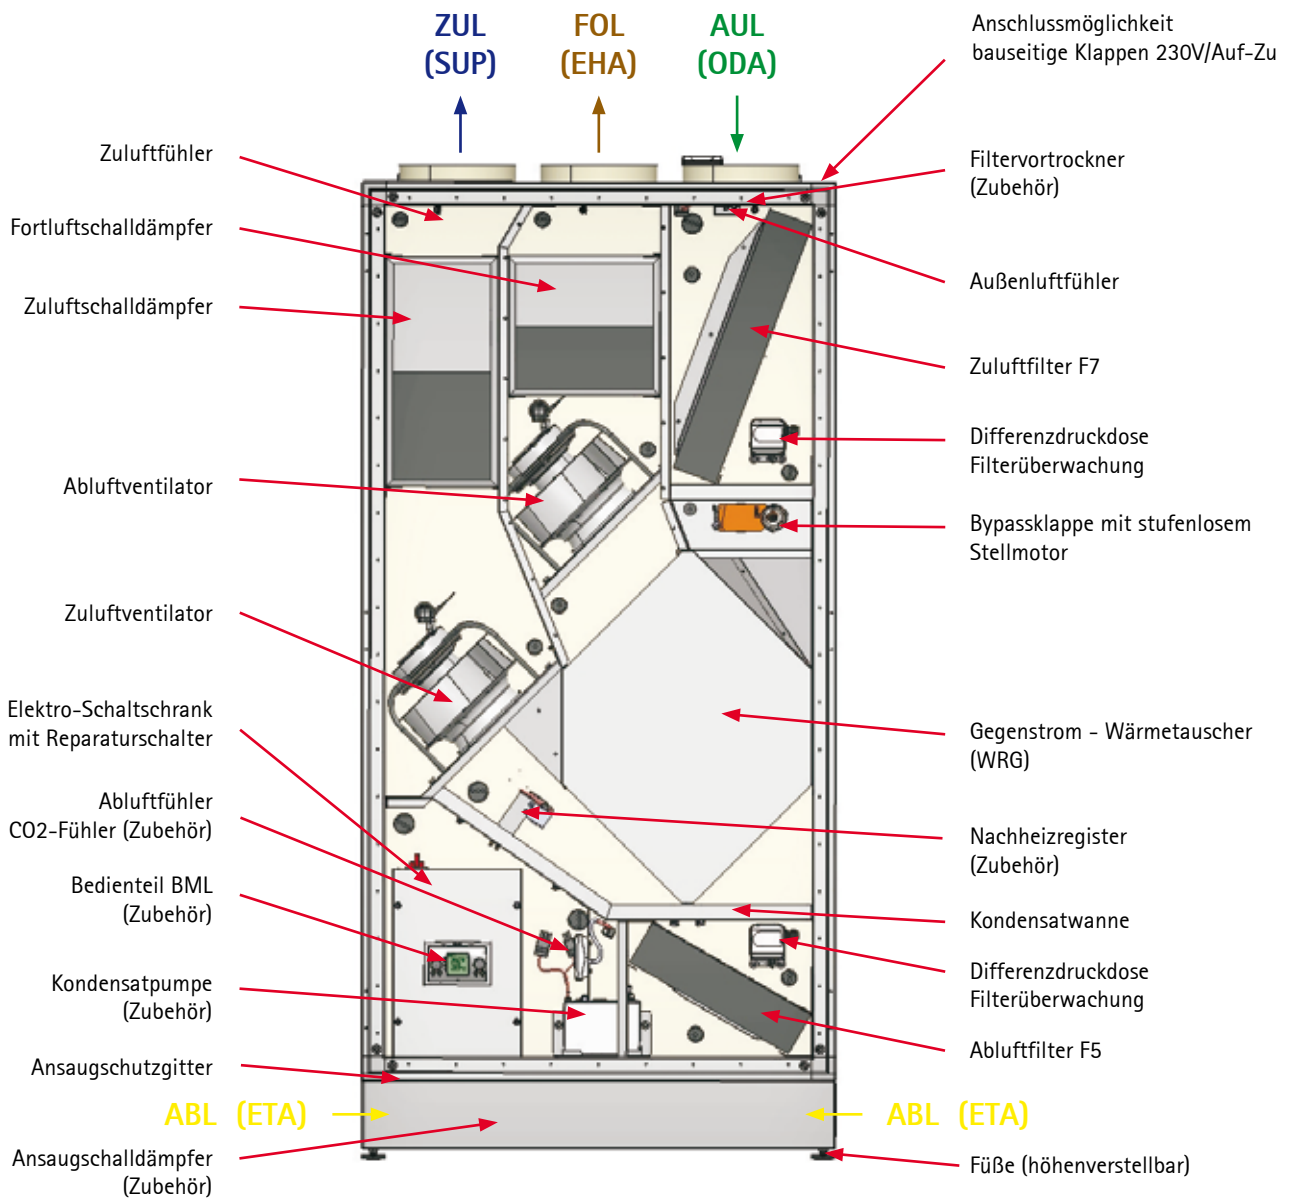 ZUL
(SUP)
FOL
(EHA)
AUL
(ODA)
Anschlussmöglichkeit
bauseitige Klappen 230V/Auf-Zu
Zuluftfühler
Fortluftschalldämpfer
Zuluftschalldämpfer
Abluftventilator
Zuluftventilator
Elektro-Schaltschrank
mit Reparaturschalter
Abluftfühler
CO2-Fühler (Zubehör)
Bedienteil BML
(Zubehör)
Kondensatpumpe
(Zubehör)
Ansaugschutzgitter
ABL (ETA)
Ansaugschalldämpfer
(Zubehör)
Filtervortrockner
(Zubehör)
Außenluftfühler
Zuluftfilter F7
Differenzdruckdose
Filterüberwachung
Bypassklappe mit stufenlosem
Stellmotor
Gegenstrom - Wärmetauscher
(WRG)
Nachheizregister
(Zubehör)
Kondensatwanne
Differenzdruckdose
Filterüberwachung
Abluftfilter F5
ABL (ETA)
Füße (höhenverstellbar)